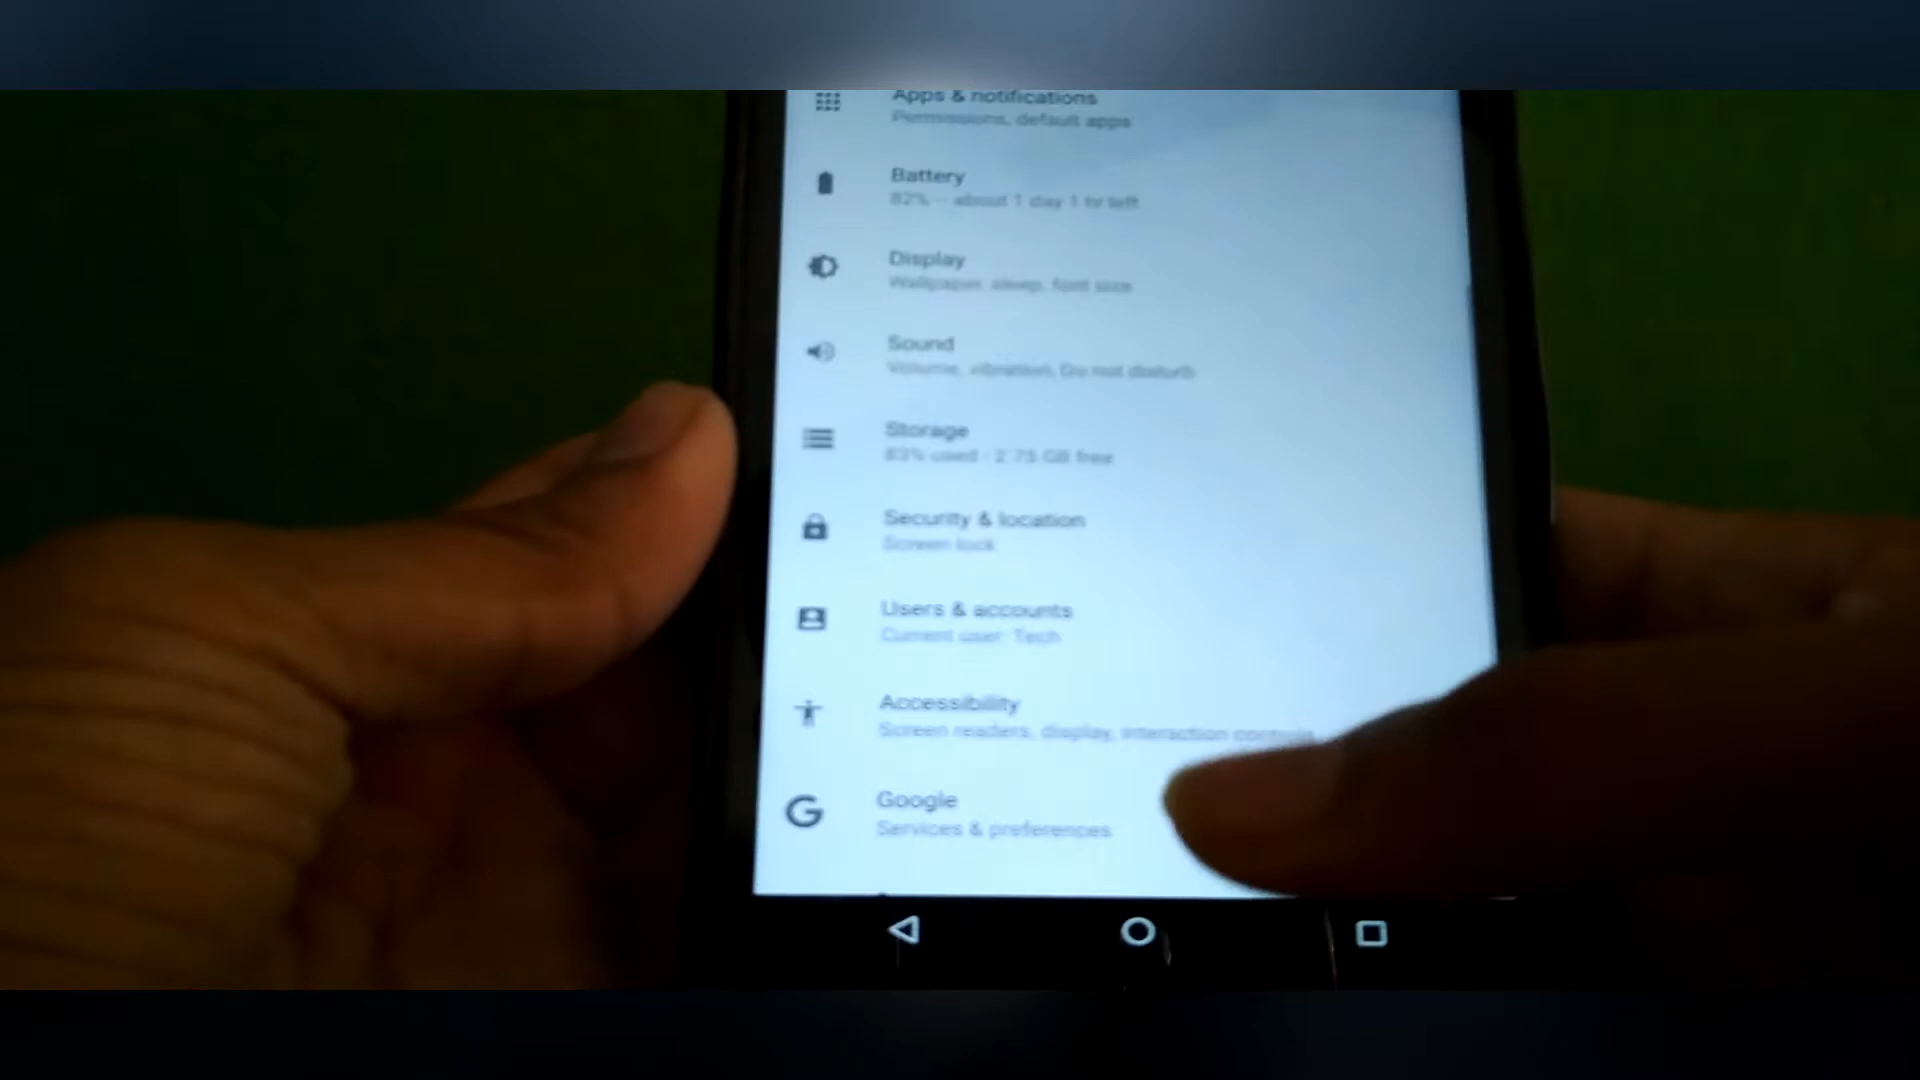 Apps & notifications
Permissions, default apps
Battery
82% - about 1 day 1 hr left
Display
Wallpaper, sleep, font size
Sound
Volume, vibration, Do not disturb
Storage
83% used - 2.75 GB free
Security & location
Screen lock
Users & accounts
Current user: Tech
Accessibility
Screen readers, display, interaction controls
Google
Services & preferences